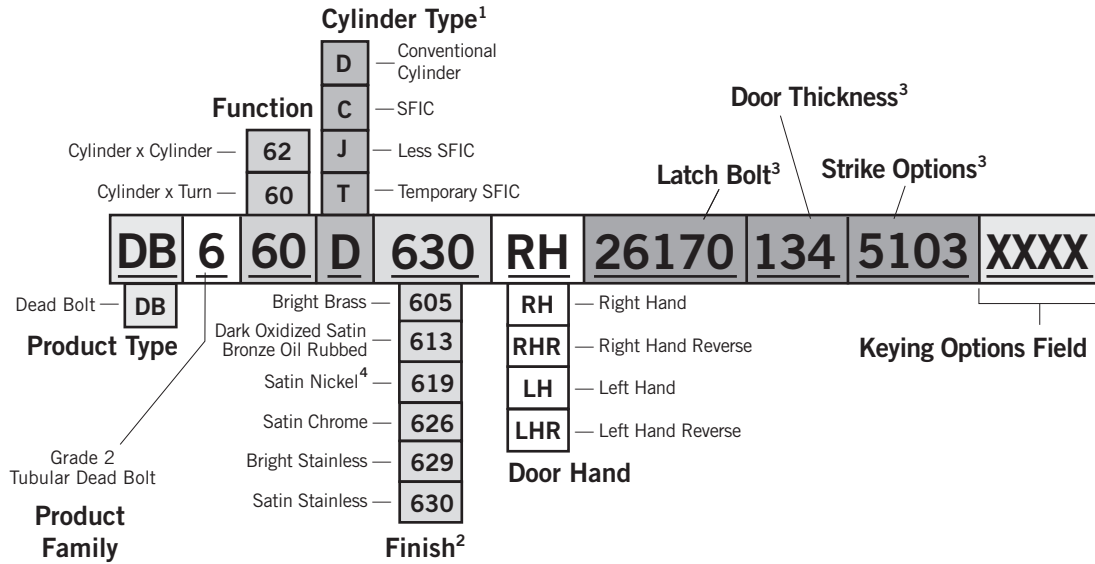 Cylinder Type1
D — Conventional
Cylinder
C — SFIC
J — Less SFIC
T — Temporary SFIC
Function
Cylinder x Cylinder — 62
Cylinder x Turn — 60
Door Thickness3
Latch Bolt3
Strike Options3
DB 6 60 D 630 RH 26170 134 5103 XXXX
Dead Bolt — DB
Product Type
Grade 2
Tubular Dead Bolt
Product
Family
Bright Brass — 605
Dark Oxidized Satin
Bronze Oil Rubbed — 613
Satin Nickel4 — 619
Satin Chrome — 626
Bright Stainless — 629
Satin Stainless — 630
Finish2
RH — Right Hand
RHR — Right Hand Reverse
LH — Left Hand
LHR — Left Hand Reverse
Door Hand
Keying Options Field